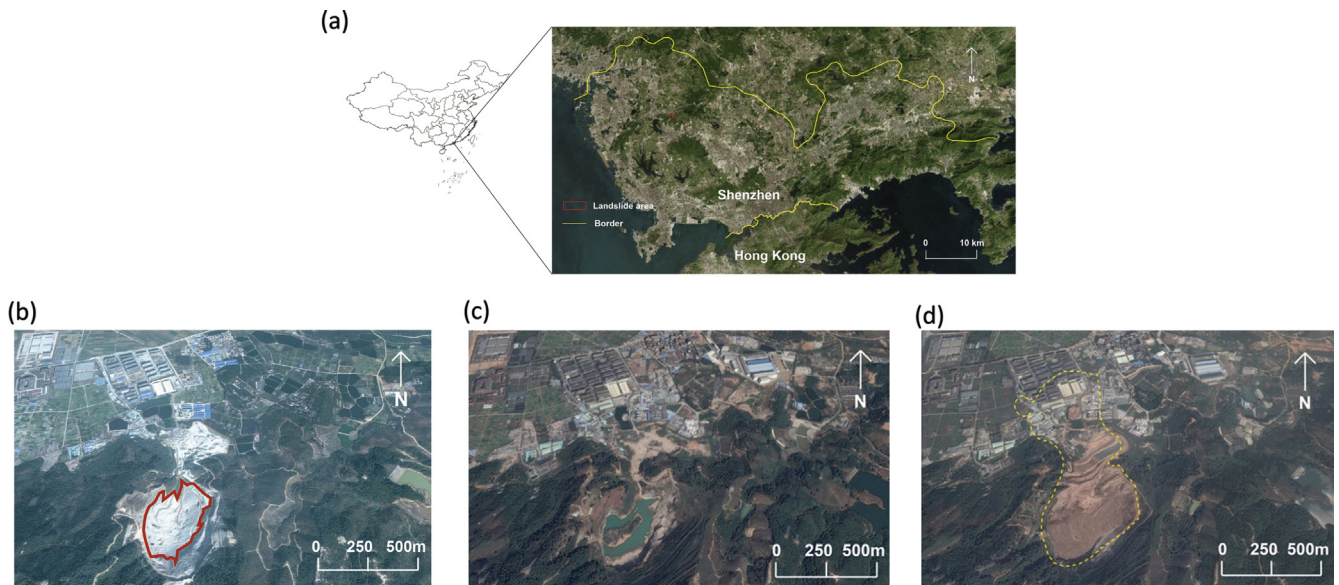 (a)
N
Shenzhen
Landslide area
Border
Hong Kong
0 10 km
(b)
N
0 250 500m
(c)
N
0 250 500m
(d)
N
0 250 500m